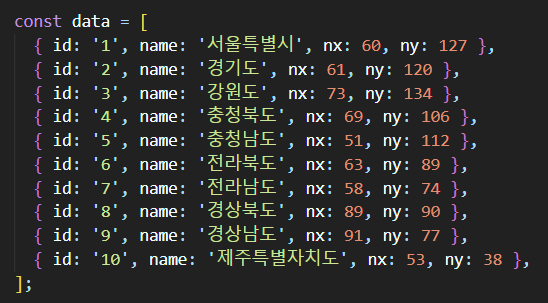 const data = [
  { id: '1', name: '서울특별시', nx: 60, ny: 127 },
  { id: '2', name: '경기도', nx: 61, ny: 120 },
  { id: '3', name: '강원도', nx: 73, ny: 134 },
  { id: '4', name: '충청북도', nx: 69, ny: 106 },
  { id: '5', name: '충청남도', nx: 51, ny: 112 },
  { id: '6', name: '전라북도', nx: 63, ny: 89 },
  { id: '7', name: '전라남도', nx: 58, ny: 74 },
  { id: '8', name: '경상북도', nx: 89, ny: 90 },
  { id: '9', name: '경상남도', nx: 91, ny: 77 },
  { id: '10', name: '제주특별자치도', nx: 53, ny: 38 },
];